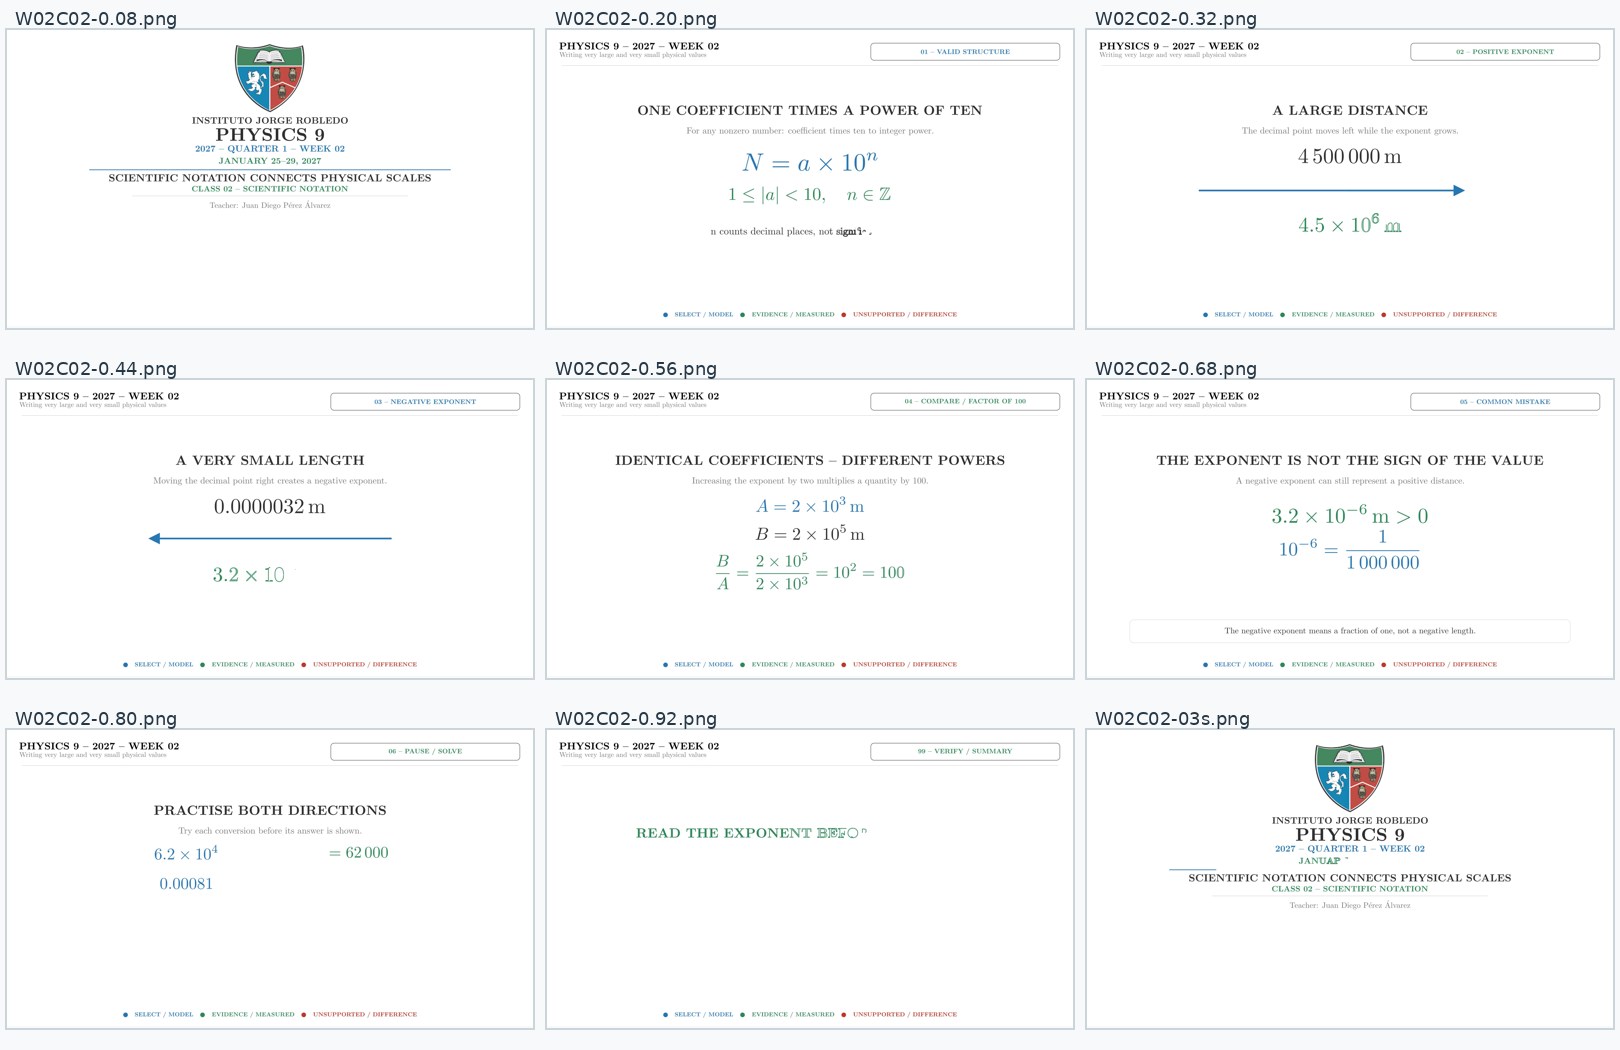 W02C02-0.08.png
INSTITUTO JORGE ROBLEDO
PHYSICS 9
2027 – QUARTER 1 – WEEK 02
JANUARY 25–29, 2027
SCIENTIFIC NOTATION CONNECTS PHYSICAL SCALES
CLASS 02 – SCIENTIFIC NOTATION
Teacher: Juan Diego Pérez Álvarez
W02C02-0.20.png
PHYSICS 9 – 2027 – WEEK 02
Writing very large and very small physical values
01 – VALID STRUCTURE
ONE COEFFICIENT TIMES A POWER OF TEN
For any nonzero number: coefficient times ten to integer power.
N = a × 10ⁿ
1 ≤ |a| < 10, n ∈ ℤ
n counts decimal places, not
SELECT / MODEL EVIDENCE / MEASURED UNSUPPORTED / DIFFERENCE
W02C02-0.32.png
PHYSICS 9 – 2027 – WEEK 02
Writing very large and very small physical values
02 – POSITIVE EXPONENT
A LARGE DISTANCE
The decimal point moves left while the exponent grows.
4 500 000 m
4.5 × 10⁶ m
SELECT / MODEL EVIDENCE / MEASURED UNSUPPORTED / DIFFERENCE
W02C02-0.44.png
PHYSICS 9 – 2027 – WEEK 02
Writing very large and very small physical values
03 – NEGATIVE EXPONENT
A VERY SMALL LENGTH
Moving the decimal point right creates a negative exponent.
0.0000032 m
3.2 × 10
SELECT / MODEL EVIDENCE / MEASURED UNSUPPORTED / DIFFERENCE
W02C02-0.56.png
PHYSICS 9 – 2027 – WEEK 02
Writing very large and very small physical values
04 – COMPARE / FACTOR OF 100
IDENTICAL COEFFICIENTS – DIFFERENT POWERS
Increasing the exponent by two multiplies a quantity by 100.
A = 2 × 10³ m
B = 2 × 10⁵ m
B/A = (2 × 10⁵)/(2 × 10³) = 10² = 100
SELECT / MODEL EVIDENCE / MEASURED UNSUPPORTED / DIFFERENCE
W02C02-0.68.png
PHYSICS 9 – 2027 – WEEK 02
Writing very large and very small physical values
05 – COMMON MISTAKE
THE EXPONENT IS NOT THE SIGN OF THE VALUE
A negative exponent can still represent a positive distance.
3.2 × 10⁻⁶ m > 0
10⁻⁶ = 1/1 000 000
The negative exponent means a fraction of one, not a negative length.
SELECT / MODEL EVIDENCE / MEASURED UNSUPPORTED / DIFFERENCE
W02C02-0.80.png
PHYSICS 9 – 2027 – WEEK 02
Writing very large and very small physical values
06 – PAUSE / SOLVE
PRACTISE BOTH DIRECTIONS
Try each conversion before its answer is shown.
6.2 × 10⁴ = 62 000
0.00081
SELECT / MODEL EVIDENCE / MEASURED UNSUPPORTED / DIFFERENCE
W02C02-0.92.png
PHYSICS 9 – 2027 – WEEK 02
Writing very large and very small physical values
99 – VERIFY / SUMMARY
READ THE EXPONENT
SELECT / MODEL EVIDENCE / MEASURED UNSUPPORTED / DIFFERENCE
W02C02-03s.png
INSTITUTO JORGE ROBLEDO
PHYSICS 9
2027 – QUARTER 1 – WEEK 02
SCIENTIFIC NOTATION CONNECTS PHYSICAL SCALES
CLASS 02 – SCIENTIFIC NOTATION
Teacher: Juan Diego Pérez Álvarez